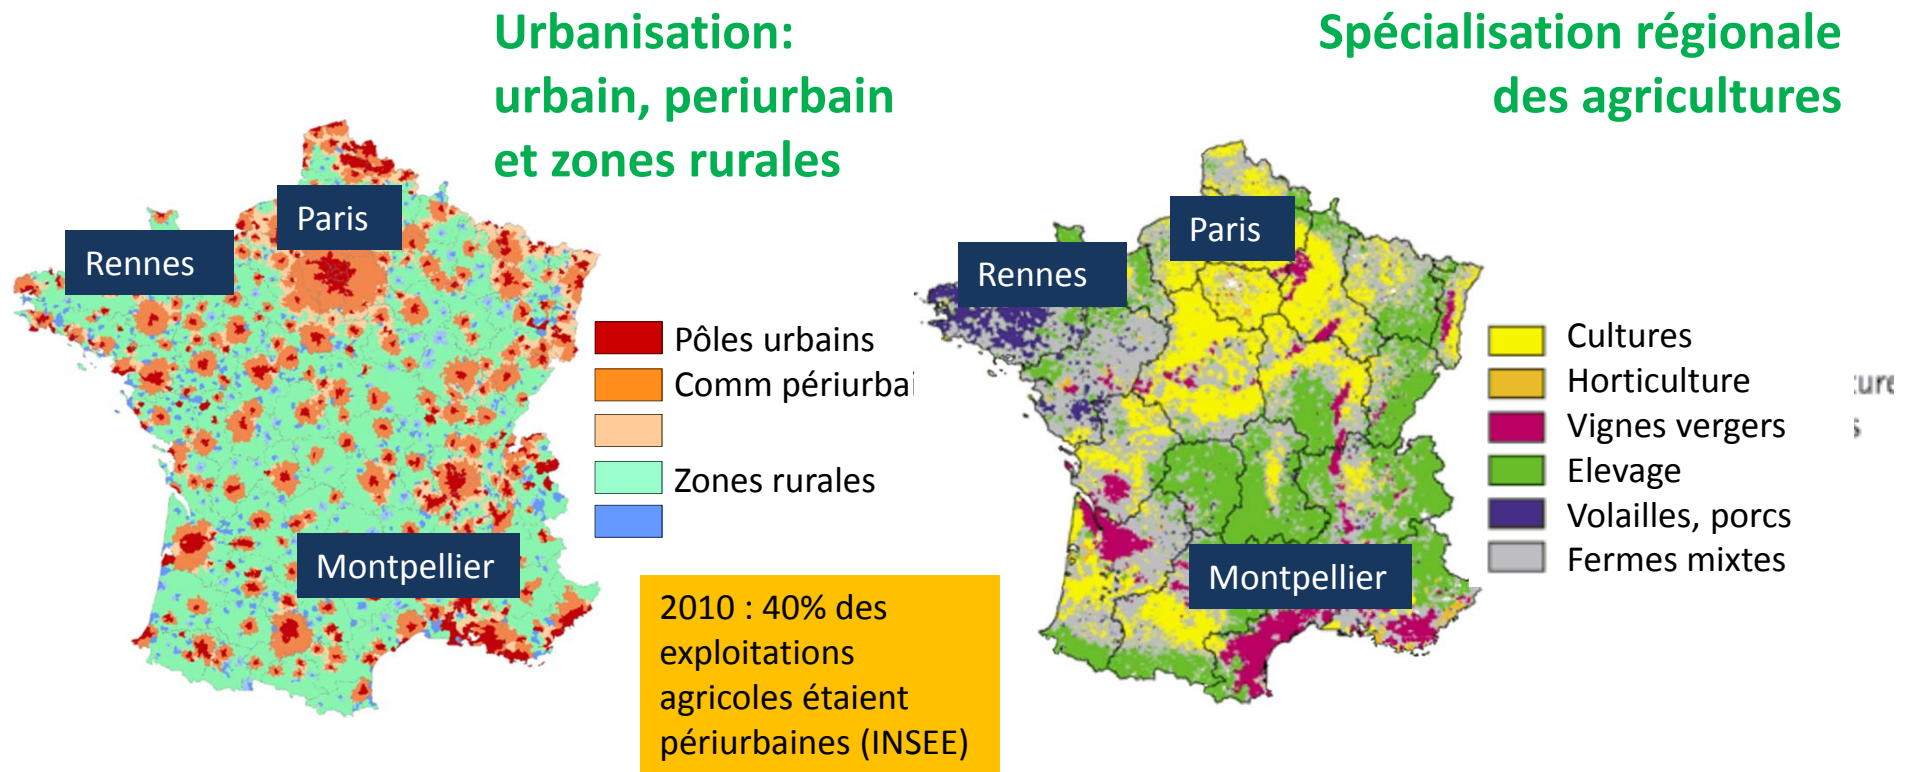 Urbanisation:
urbain, periurbain
et zones rurales
Paris
Rennes
Pôles urbains
Comm périurbai
Zones rurales
Montpellier
2010 : 40% des
exploitations
agricoles étaient
périurbaines (INSEE)
Spécialisation régionale
des agricultures
Paris
Rennes
Cultures
Horticulture
Vignes vergers
Elevage
Volailles, porcs
Fermes mixtes
Montpellier